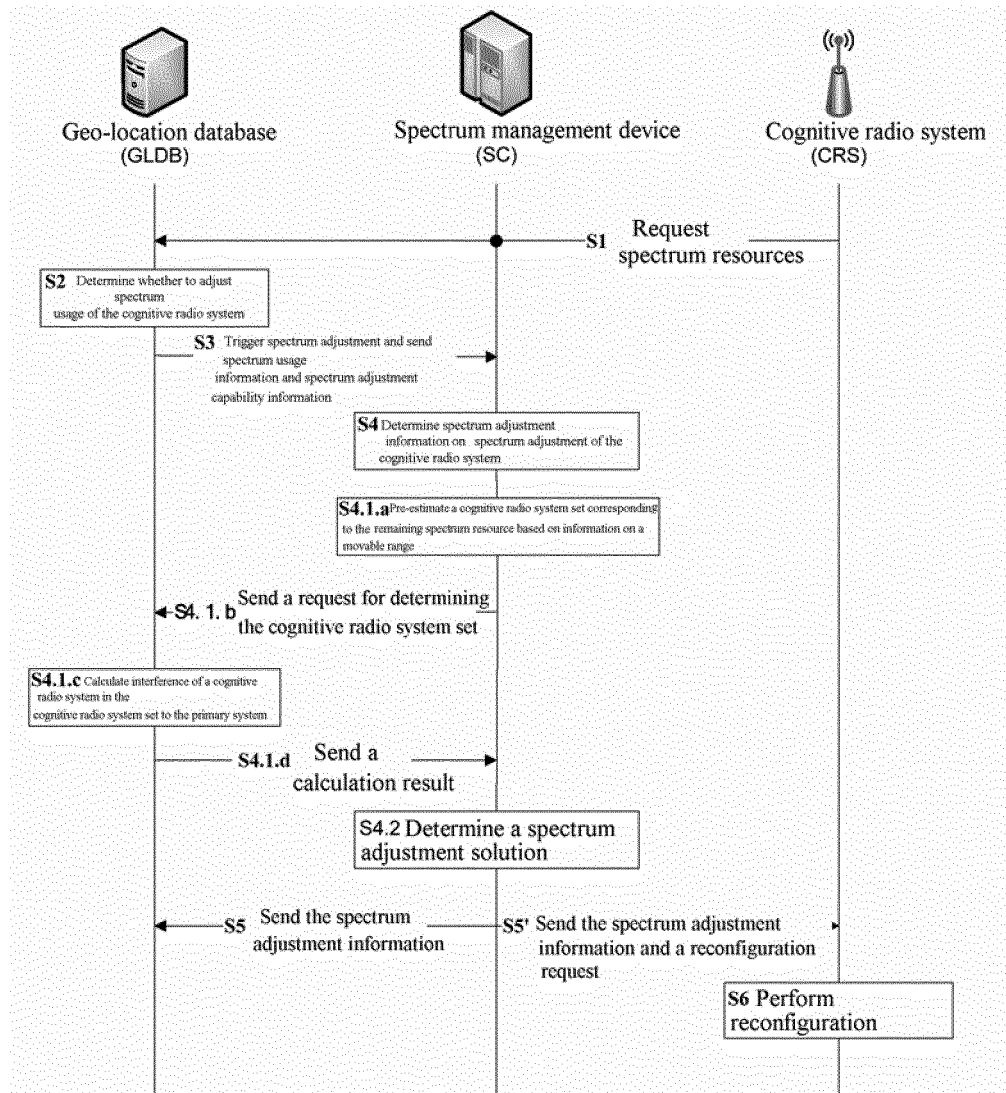 Geo-location database
(GLDB)
Spectrum management device
(SC)
Cognitive radio system
(CRS)
S1 Request
spectrum resources
S2 Determine whether to adjust
spectrum
usage of the cognitive radio system
S3 Trigger spectrum adjustment and send
spectrum usage
information and spectrum adjustment
capability information
S4 Determine spectrum adjustment
information on spectrum adjustment of the
cognitive radio system
S4.1.a Pre-estimate a cognitive radio system set corresponding
to the remaining spectrum resource based on information on a
movable range
S4. 1. b Send a request for determining
the cognitive radio system set
S4.1.c Calculate interference of a cognitive
radio system in the
cognitive radio system set to the primary system
S4.1.d Send a
calculation result
S4.2 Determine a spectrum
adjustment solution
S5 Send the spectrum
adjustment information
S5' Send the spectrum adjustment
information and a reconfiguration
request
S6 Perform
reconfiguration